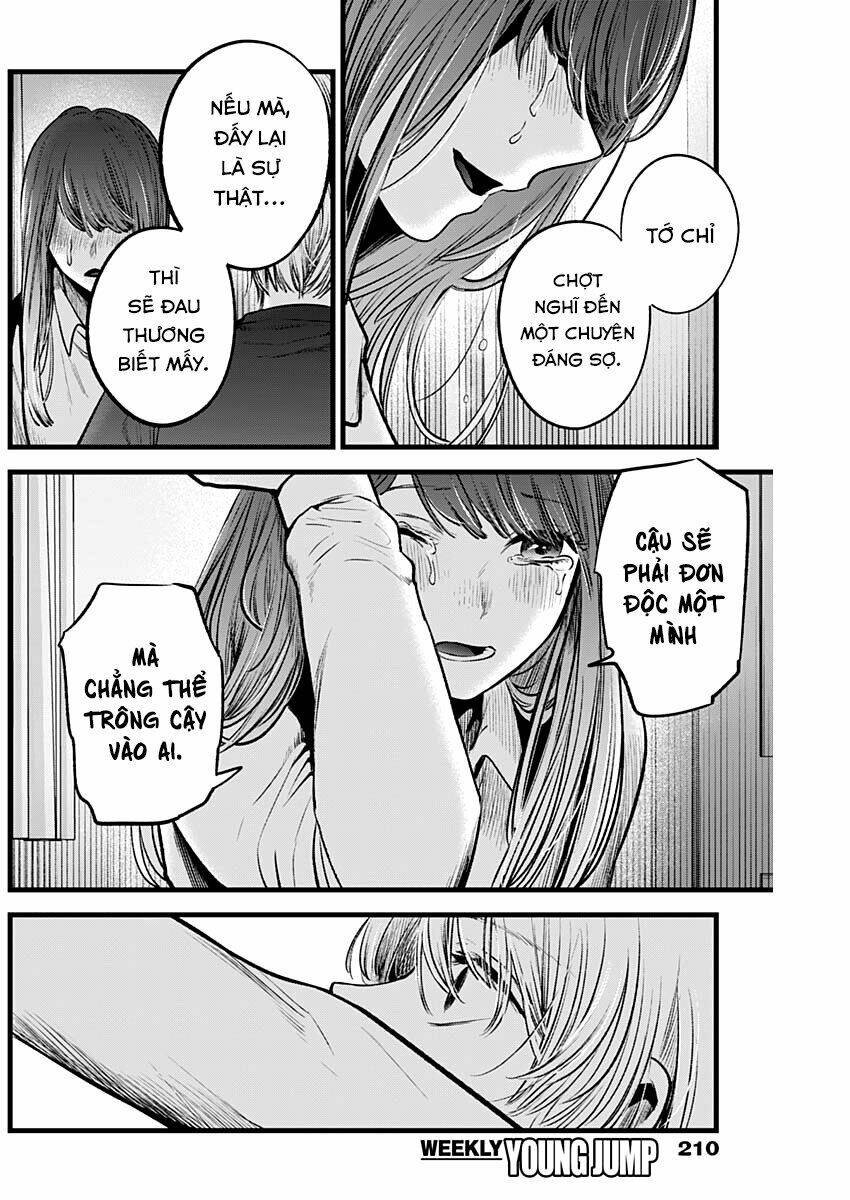 TỚ CHỈ
CHỢT
NGHĨ ĐẾN
MỘT CHUYỆN
ĐÁNG SỢ.
NẾU MÀ,
ĐẤY LẠI
LÀ SỰ
THẬT...
THÌ
SẼ ĐAU
THƯƠNG
BIẾT MẤY.
CẬU SẼ
PHẢI ĐƠN
ĐỘC MỘT
MÌNH
MÀ
CHẲNG THỂ
TRÔNG CẬY
VÀO AI.
WEEKLY YOUNG JUMP 210